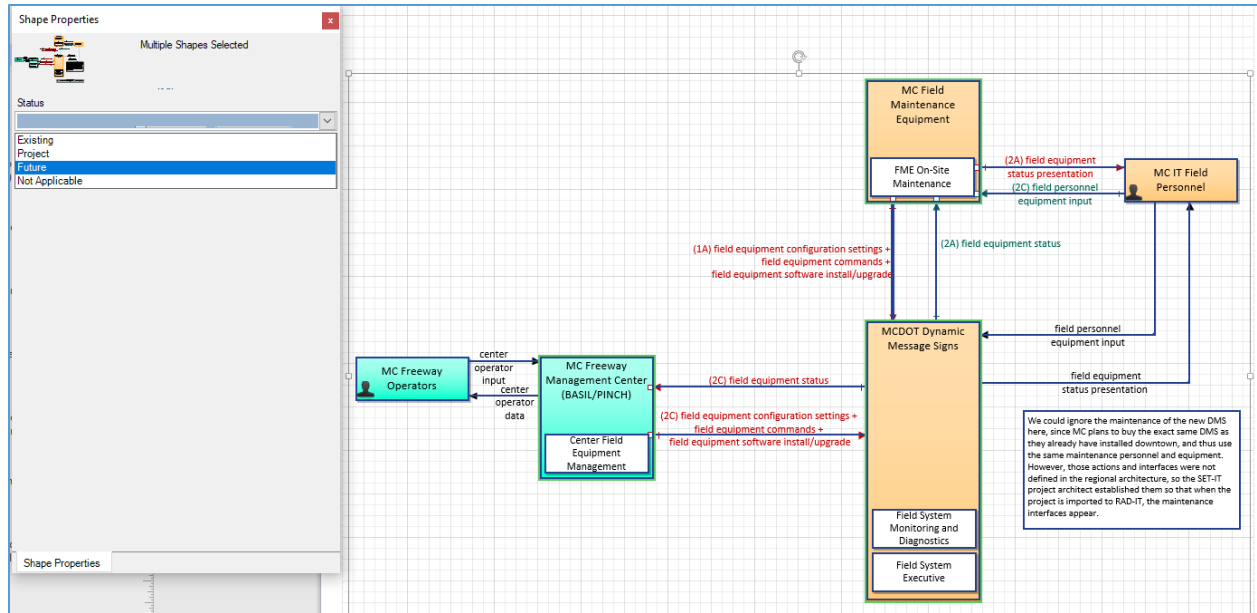 Shape Properties
x
Multiple Shapes Selected
Status
Existing
Project
Future
Not Applicable
Shape Properties
MC Field
Maintenance
Equipment
FME On-Site
Maintenance
(2A) field equipment
status presentation
(2C) field personnel
equipment input
MC IT Field
Personnel
(1A) field equipment configuration settings +
field equipment commands +
field equipment software install/upgrade
(2A) field equipment status
MCDOT Dynamic
Message Signs
field personnel
equipment input
field equipment
status presentation
MC Freeway
Operators
center
operator
input
center
operator
data
MC Freeway
Management Center
(BASIL/PINCH)
Center Field
Equipment
Management
(2C) field equipment status
(2C) field equipment configuration settings +
field equipment commands +
field equipment software install/upgrade
Field System
Monitoring and
Diagnostics
Field System
Executive
We could ignore the maintenance of the new DMS
here, since MC plans to buy the exact same DMS as
they already have installed downtown, and thus use
the same maintenance personnel and equipment.
However, those actions and interfaces were not
defined in the regional architecture, so the SET-IT
project architect established them so that when the
project is imported to RAD-IT, the maintenance
interfaces appear.